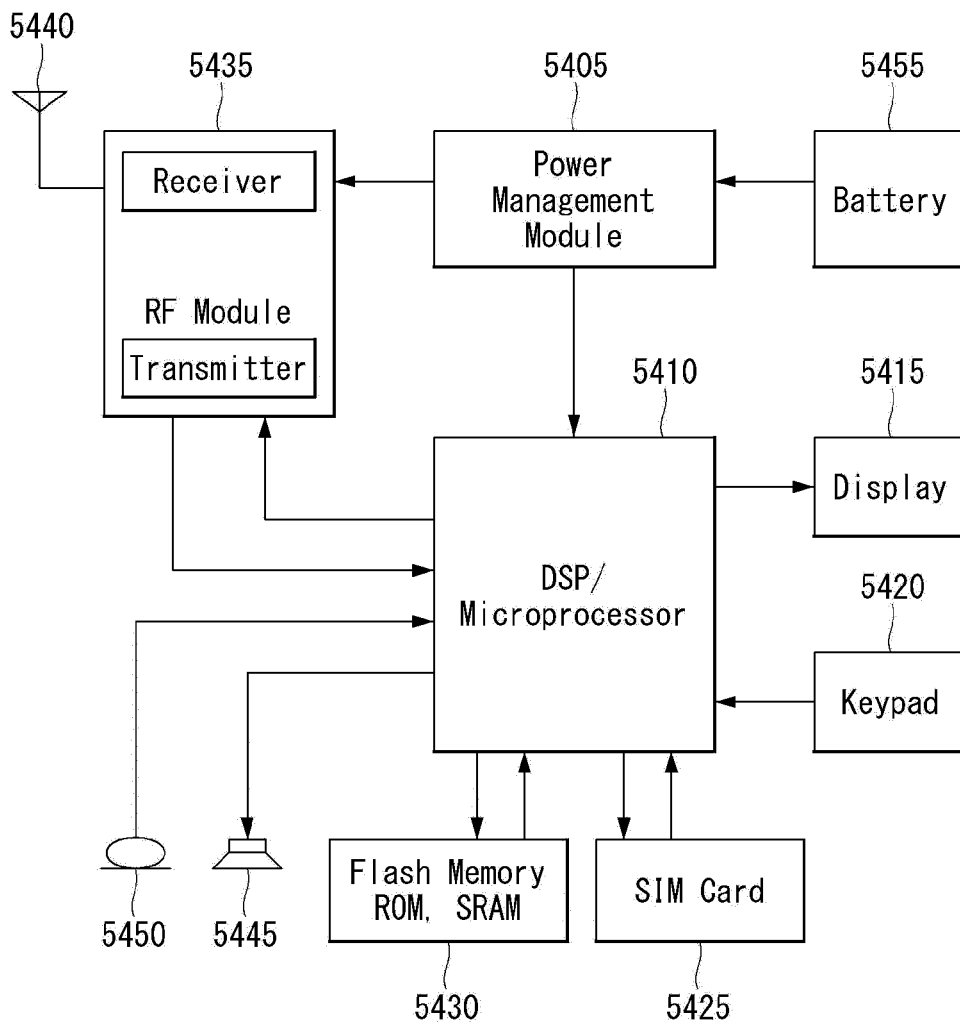 5440
5435
5405
5455
Receiver
Power
Management
Module
Battery
RF Module
Transmitter
5410
5415
Display
DSP/
Microprocessor
5420
Keypad
Flash Memory
ROM, SRAM
SIM Card
5450
5445
5430
5425